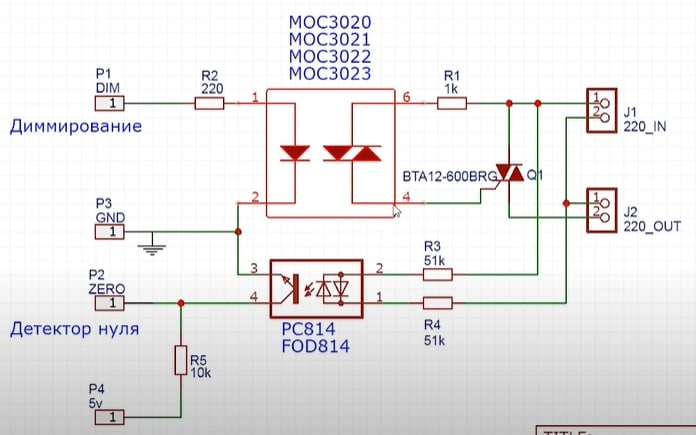 MOC3020
MOC3021
MOC3022
MOC3023
P1
DIM
1
R2
220
1
6
R1
1k
1
2
J1
220_IN
Диммирование
BTA12-600BRG
Q1
2
4
P3
GND
1
1
2
J2
220_OUT
R3
51k
3
2
P2
ZERO
1
4
1
R4
51k
Детектор нуля
PC814
FOD814
R5
10k
P4
5v
1